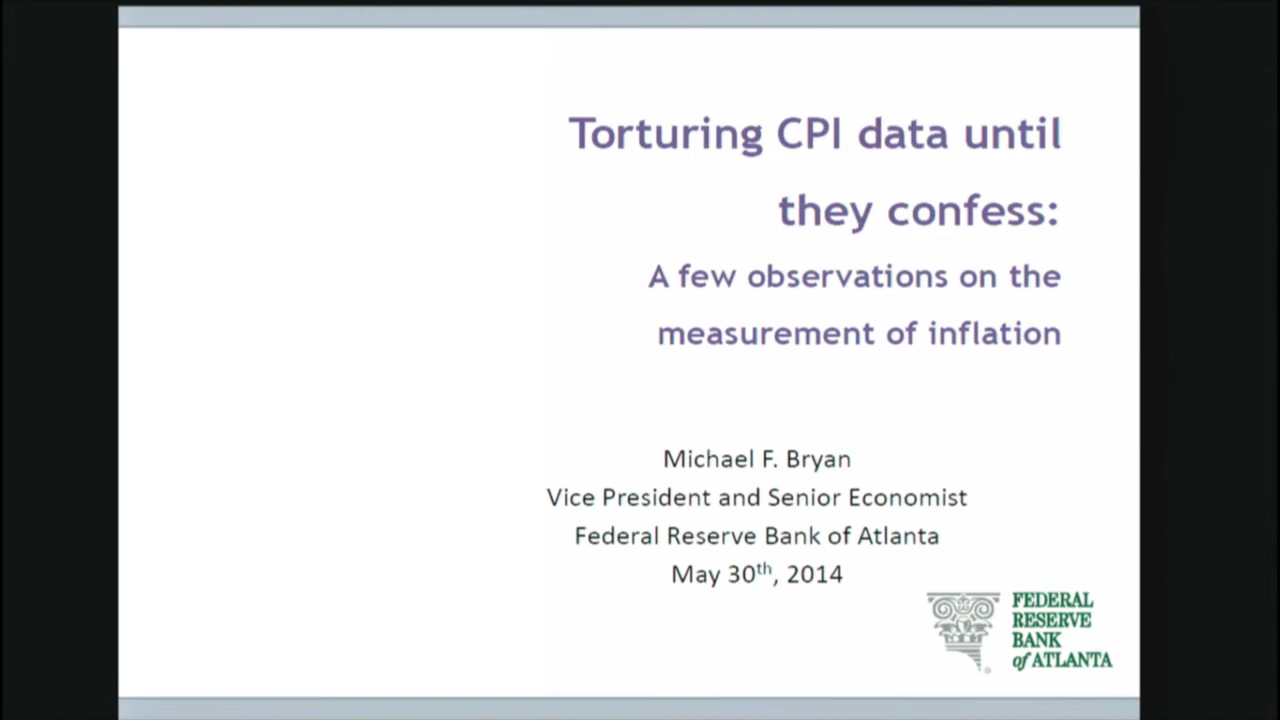 Torturing CPI data until
they confess:
A few observations on the
measurement of inflation
Michael F. Bryan
Vice President and Senior Economist
Federal Reserve Bank of Atlanta
May 30th, 2014
FEDERAL
RESERVE
BANK
of ATLANTA